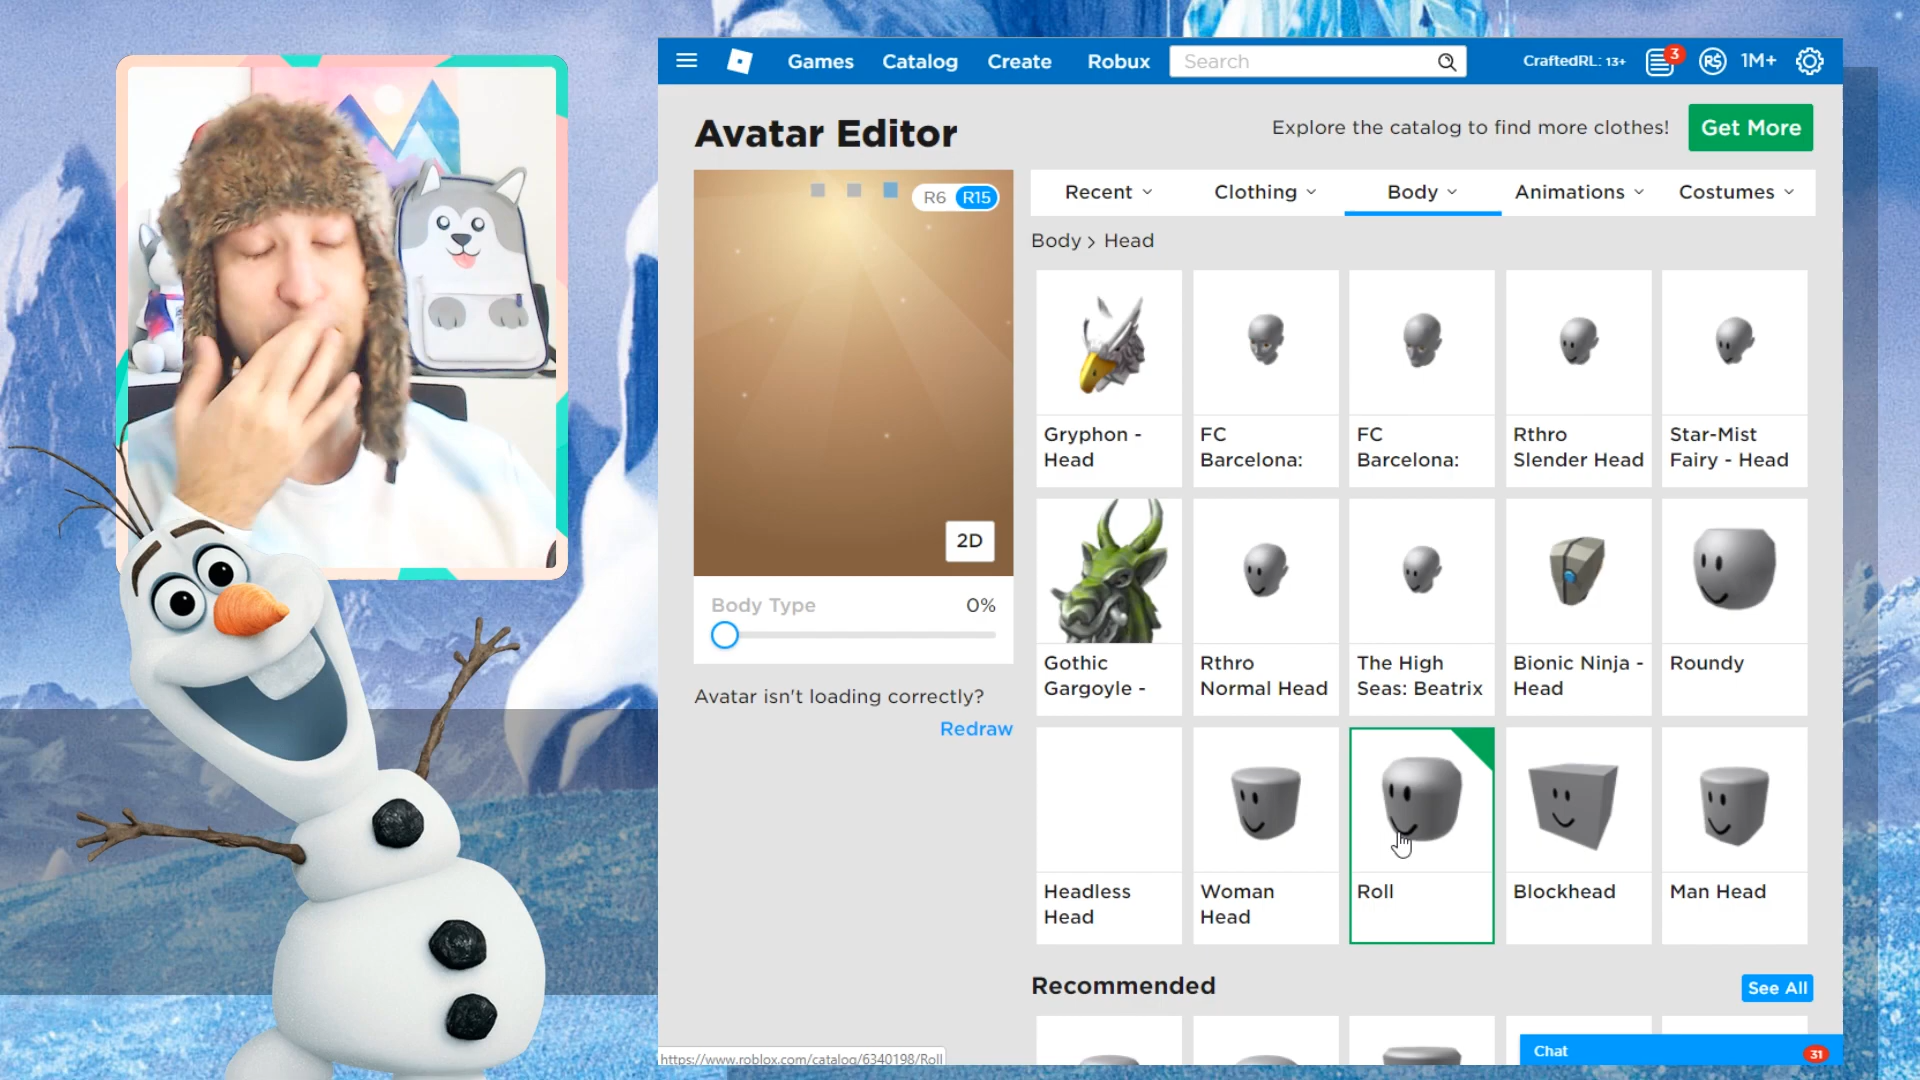 Games Catalog Create Robux Search CraftedRL: 13+ 3 R$ 1M+
Avatar Editor
Explore the catalog to find more clothes! Get More
R6 R15
2D
Body Type 0%
Avatar isn't loading correctly?
Redraw
Recent Clothing Body Animations Costumes
Body > Head
Gryphon -
Head
FC
Barcelona:
FC
Barcelona:
Rthro
Slender Head
Star-Mist
Fairy - Head
Gothic
Gargoyle -
Rthro
Normal Head
The High
Seas: Beatrix
Bionic Ninja -
Head
Roundy
Headless
Head
Woman
Head
Roll
Blockhead
Man Head
Recommended See All
Chat 31
https://www.roblox.com/catalog/6340198/Roll